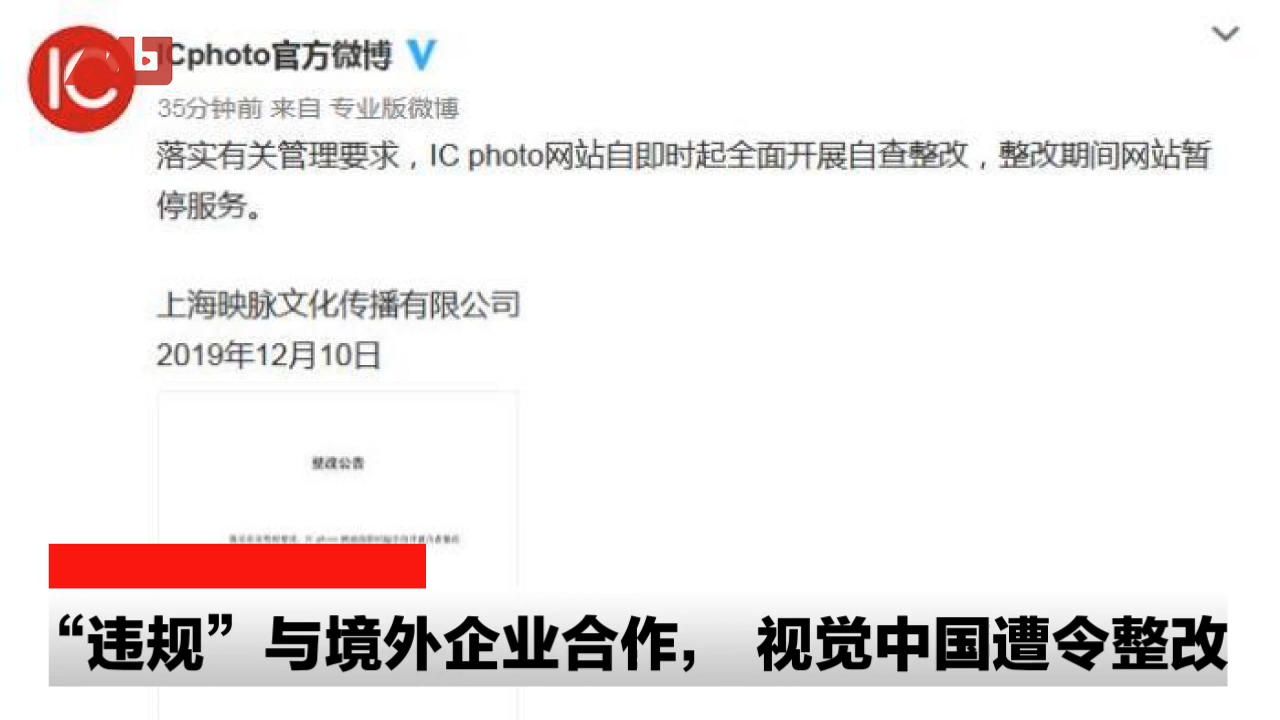 IC
ICphoto官方微博
35分钟前 来自 专业版微博
落实有关管理要求，IC photo网站自即时起全面开展自查整改，整改期间网站暂
停服务。
上海映脉文化传播有限公司
2019年12月10日
整改公告
“违规”与境外企业合作， 视觉中国遭令整改